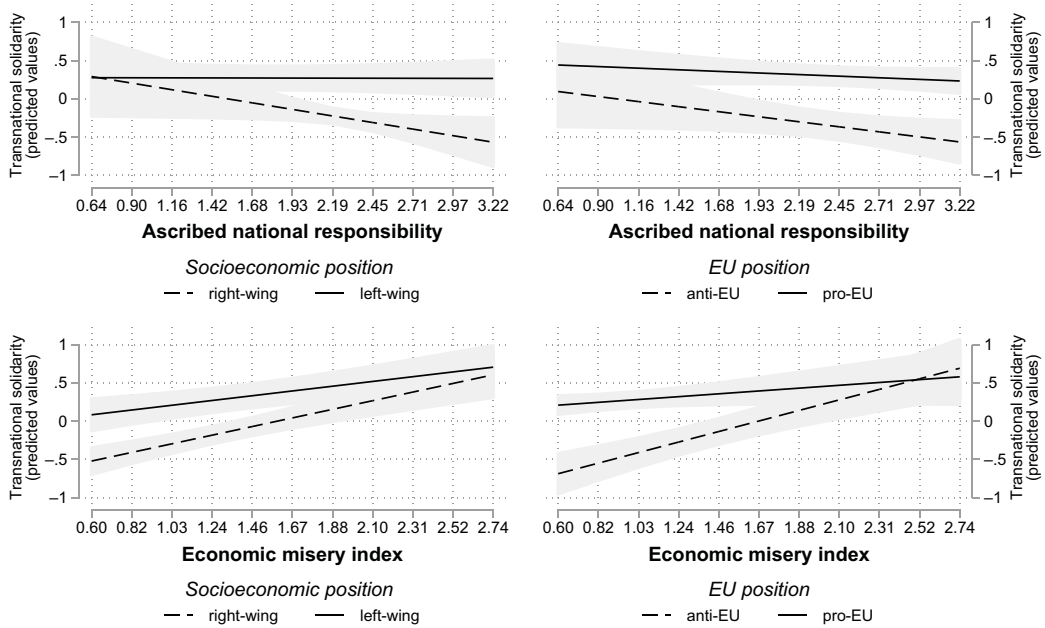 Transnational solidarity
(predicted values)
1
.5
0
–.5
–1
0.64 0.90 1.16 1.42 1.68 1.93 2.19 2.45 2.71 2.97 3.22
Ascribed national responsibility
Socioeconomic position
right-wing left-wing
1
.5
0
–.5
–1
Transnational solidarity
(predicted values)
0.64 0.90 1.16 1.42 1.68 1.93 2.19 2.45 2.71 2.97 3.22
Ascribed national responsibility
EU position
anti-EU pro-EU
Transnational solidarity
(predicted values)
1
.5
0
–.5
–1
0.60 0.82 1.03 1.24 1.46 1.67 1.88 2.10 2.31 2.52 2.74
Economic misery index
Socioeconomic position
right-wing left-wing
1
.5
0
–.5
–1
Transnational solidarity
(predicted values)
0.60 0.82 1.03 1.24 1.46 1.67 1.88 2.10 2.31 2.52 2.74
Economic misery index
EU position
anti-EU pro-EU